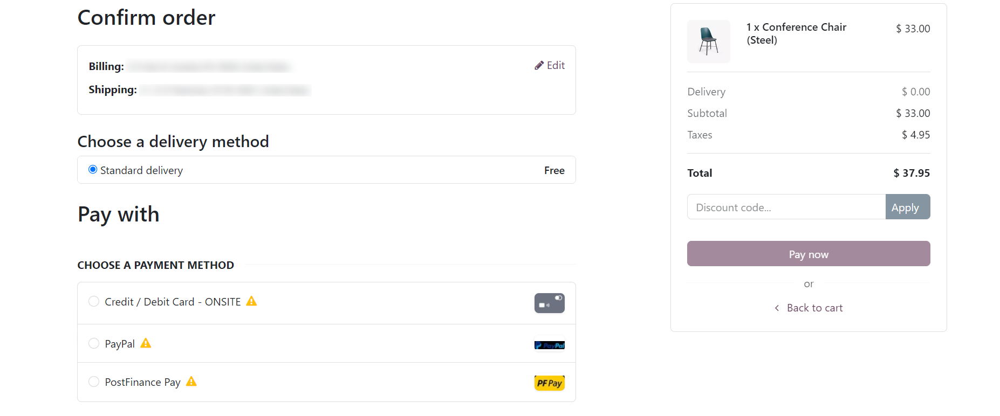 Confirm order
Billing:
Edit
Shipping:
Choose a delivery method
Standard delivery
Free
Pay with
CHOOSE A PAYMENT METHOD
Credit / Debit Card - ONSITE
PayPal
PayPal
PostFinance Pay
PF Pay
1 x Conference Chair
(Steel)
$ 33.00
Delivery
$ 0.00
Subtotal
$ 33.00
Taxes
$ 4.95
Total
$ 37.95
Discount code...
Apply
Pay now
or
Back to cart